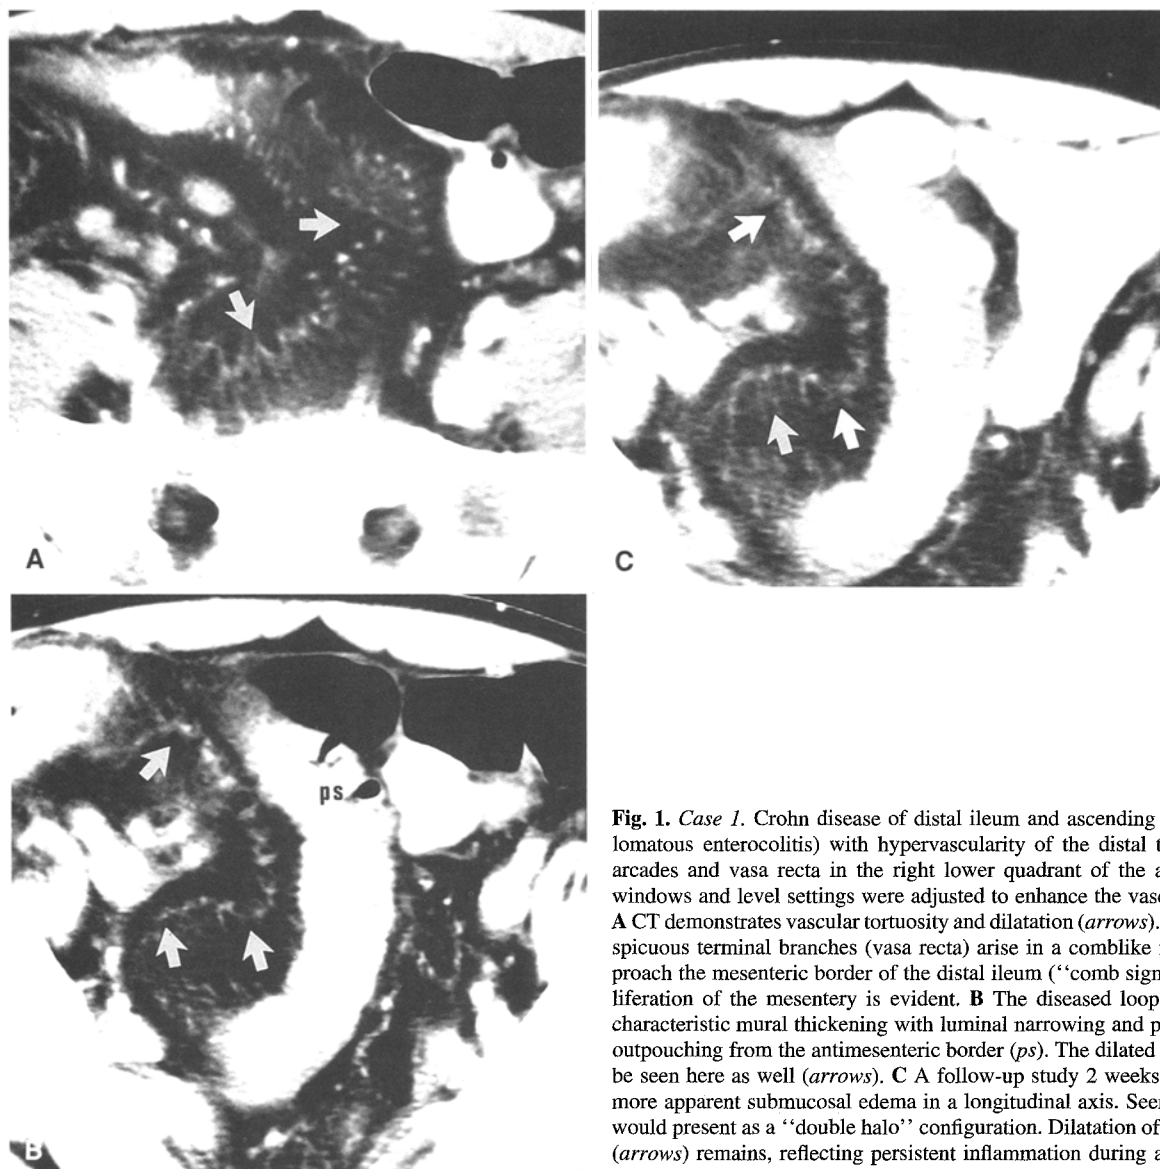 A
C
ps
B
Fig. 1. Case 1. Crohn disease of distal ileum and ascending
lomatous enterocolitis) with hypervascularity of the distal
arcades and vasa recta in the right lower quadrant of the
windows and level settings were adjusted to enhance the
A CT demonstrates vascular tortuosity and dilatation (arrows).
spicuous terminal branches (vasa recta) arise in a comblike
proach the mesenteric border of the distal ileum (“comb sign
liferation of the mesentery is evident. B The diseased loop
characteristic mural thickening with luminal narrowing and
outpouching from the antimesenteric border (ps). The dilated
be seen here as well (arrows). C A follow-up study 2 weeks
more apparent submucosal edema in a longitudinal axis.
would present as a “double halo” configuration. Dilatation of
(arrows) remains, reflecting persistent inflammation during